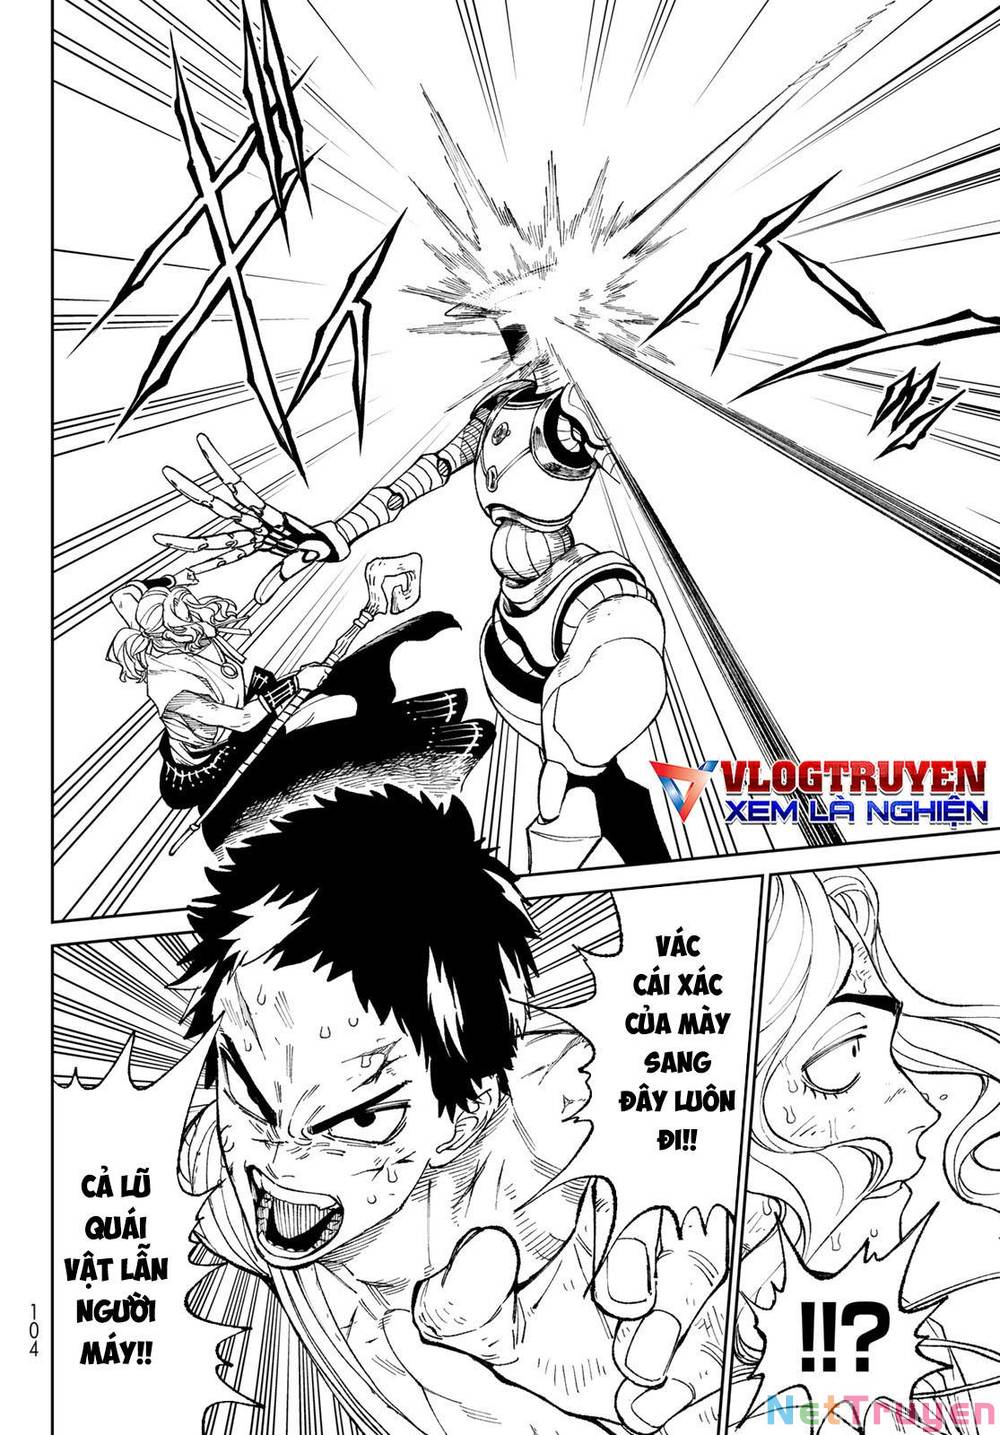 VLOGTRUYEN
XEM LÀ NGHIỆN
VÁC
CÁI XÁC
CỦA MÀY
SANG
ĐÂY LUÔN
ĐI!!
!!?
CẢ LŨ
QUÁI
VẬT LẪN
NGƯỜI
MÁY!!
104
NetTruyen